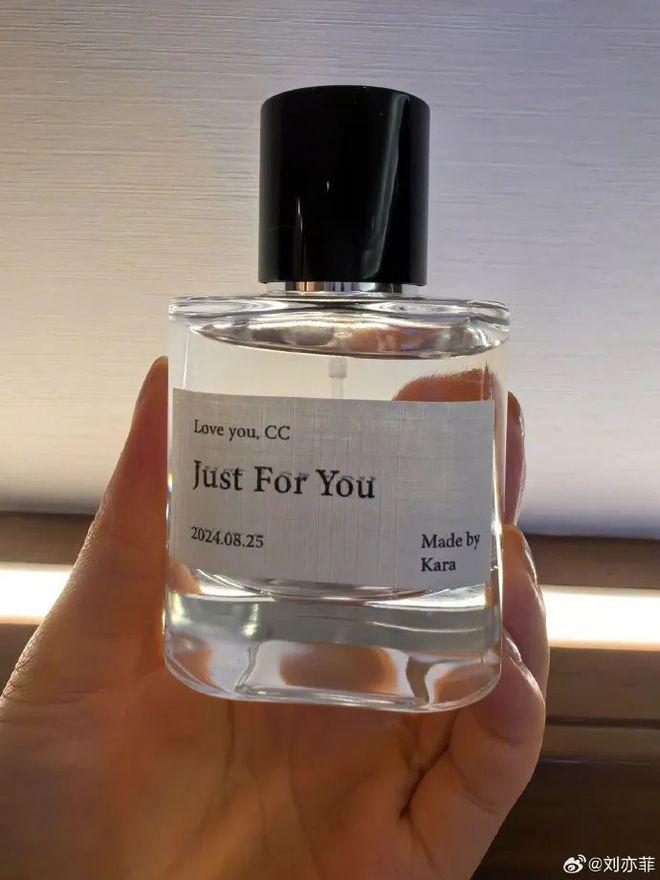 Love you, CC
Just For You
2024.08.25
Made by
Kara
@刘亦菲